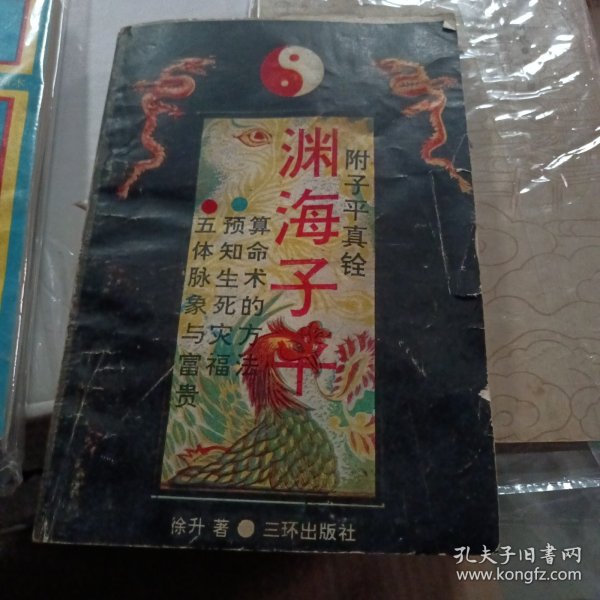 渊海子平
附子平真铨
算命术的方法
预知生死灾福
五体脉象与富贵
徐升 著 三环出版社
孔夫子旧书网
www.kongfz.com